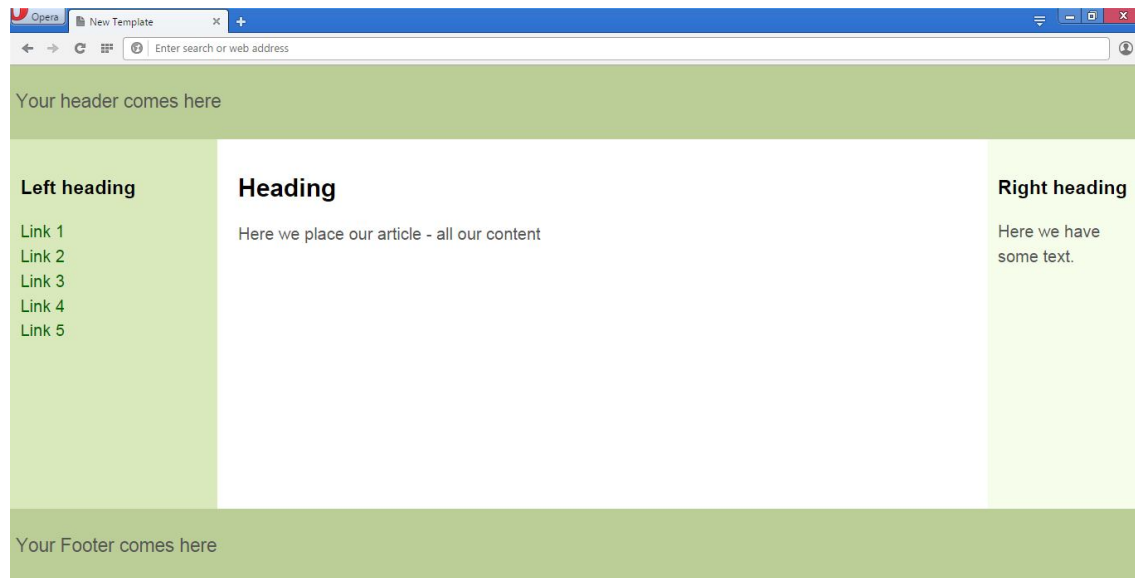 Opera
New Template
Enter search or web address
Your header comes here
Left heading
Link 1
Link 2
Link 3
Link 4
Link 5
Heading
Here we place our article - all our content
Right heading
Here we have
some text.
Your Footer comes here